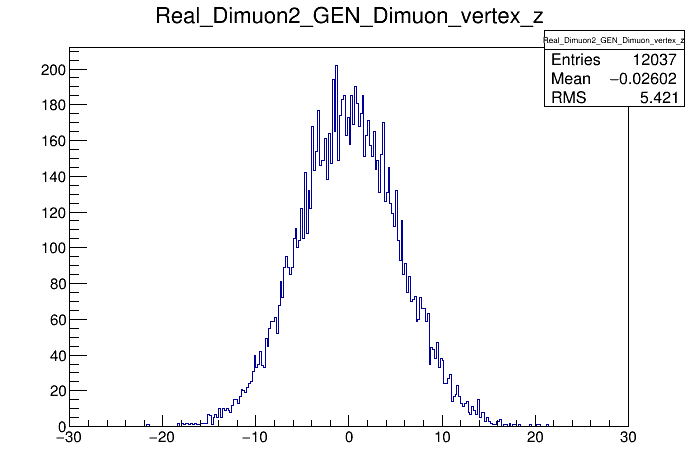 Real_Dimuon2_GEN_Dimuon_vertex_z
Real_Dimuon2_GEN_Dimuon_vertex_z
Entries 12037
Mean −0.02602
RMS 5.421
200
180
160
140
120
100
80
60
40
20
0
−30 −20 −10 0 10 20 30